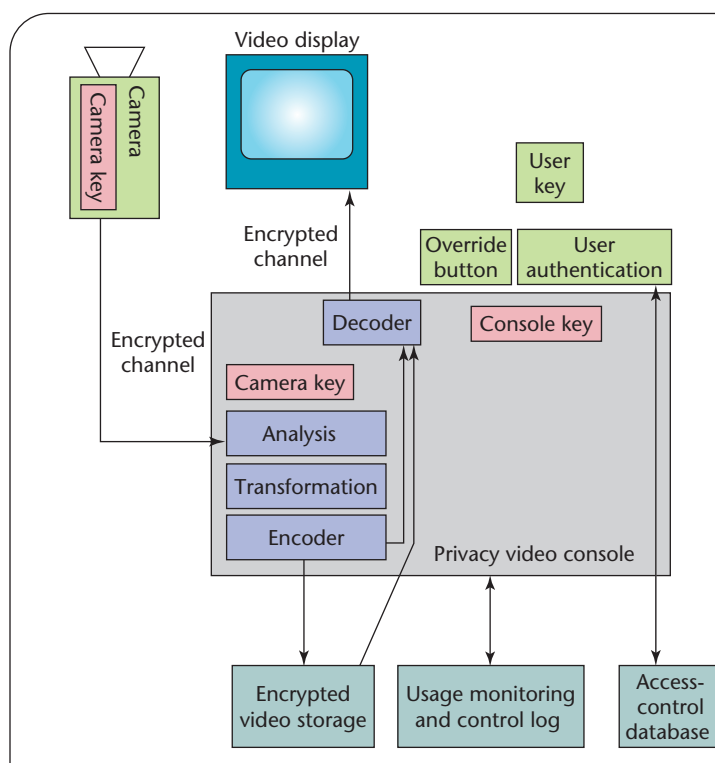 Video display
Camera key
Camera
User
key
Encrypted
channel
Override
button
User
authentication
Decoder
Console key
Encrypted
channel
Camera key
Analysis
Transformation
Encoder
Privacy video console
Encrypted
video storage
Usage monitoring
and control log
Access-
control
database